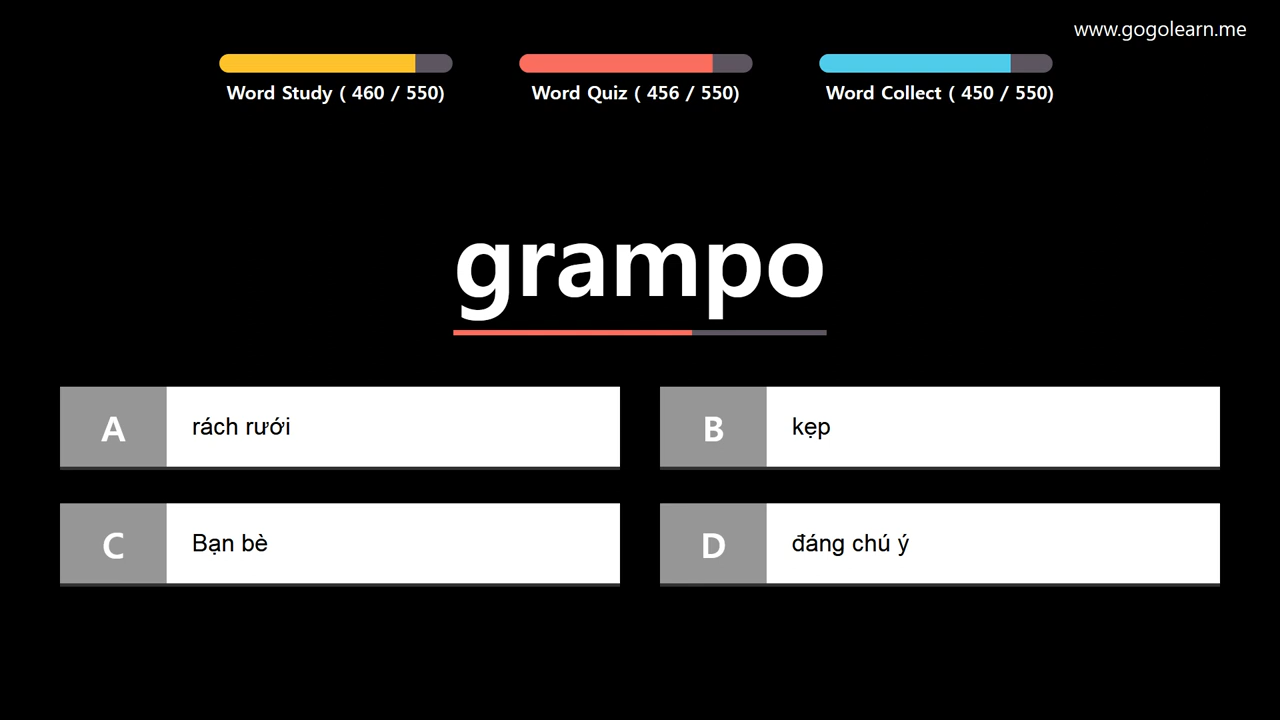 www.gogolearn.me
Word Study ( 460 / 550)
Word Quiz ( 456 / 550)
Word Collect ( 450 / 550)
grampo
A
rách rưới
B
kẹp
C
Bạn bè
D
đáng chú ý